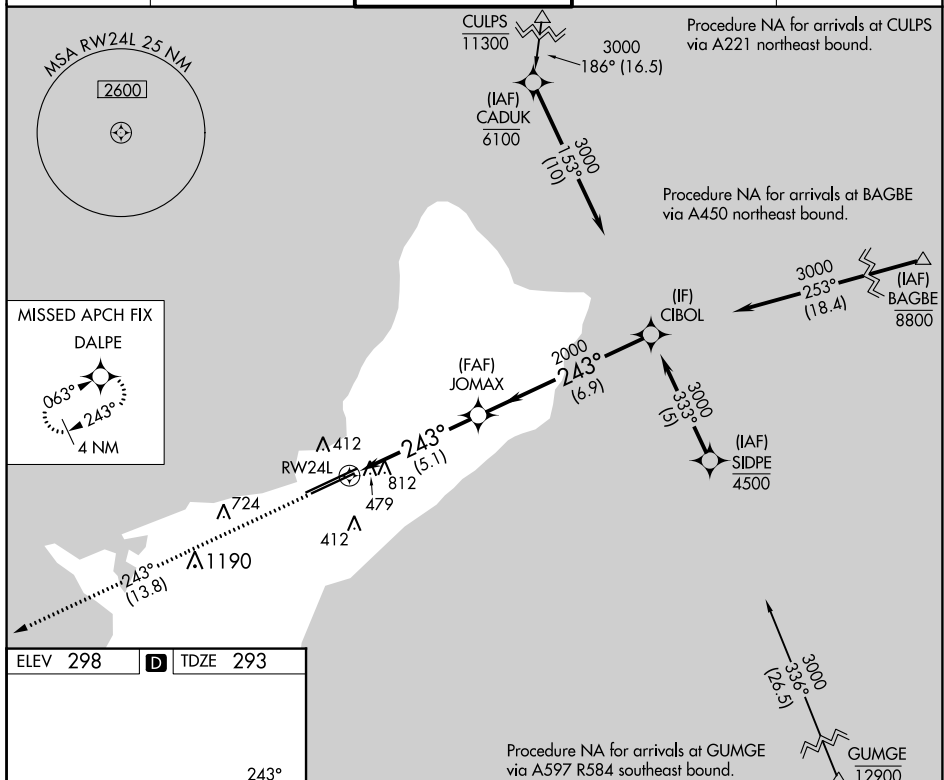 MSA RW24L 25 NM
2600
CULPS
11300
3000
186° (16.5)
Procedure NA for arrivals at CULPS
via A221 northeast bound.
(IAF)
CADUK
6100
3000
153°
(10)
Procedure NA for arrivals at BAGBE
via A450 northeast bound.
3000
253°
(18.4)
(IAF)
BAGBE
8800
(IF)
CIBOL
MISSED APCH FIX
DALPE
063°
243°
4 NM
2000
243°
(6.9)
(FAF)
JOMAX
3000
333°
(5)
(IAF)
SIDPE
4500
412
RW24L
243°
(5.1)
812
479
724
412
1190
243°
(13.8)
ELEV 298
D
TDZE 293
243°
3000
336°
(26.5)
Procedure NA for arrivals at GUMGE
via A597 R584 southeast bound.
GUMGE
12900